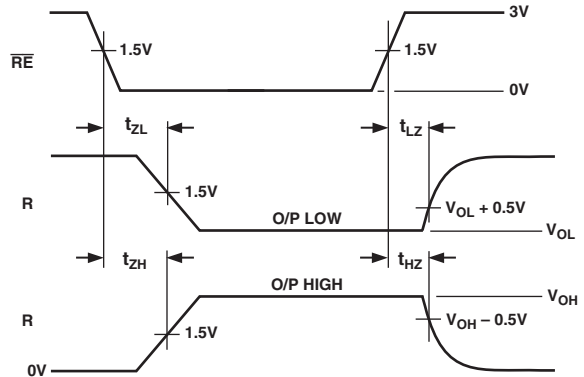 3V
RE
1.5V
1.5V
0V
tZL
tLZ
R
1.5V
O/P LOW
VOL + 0.5V
VOL
tZH
tHZ
O/P HIGH
VOH
R
1.5V
VOH – 0.5V
0V